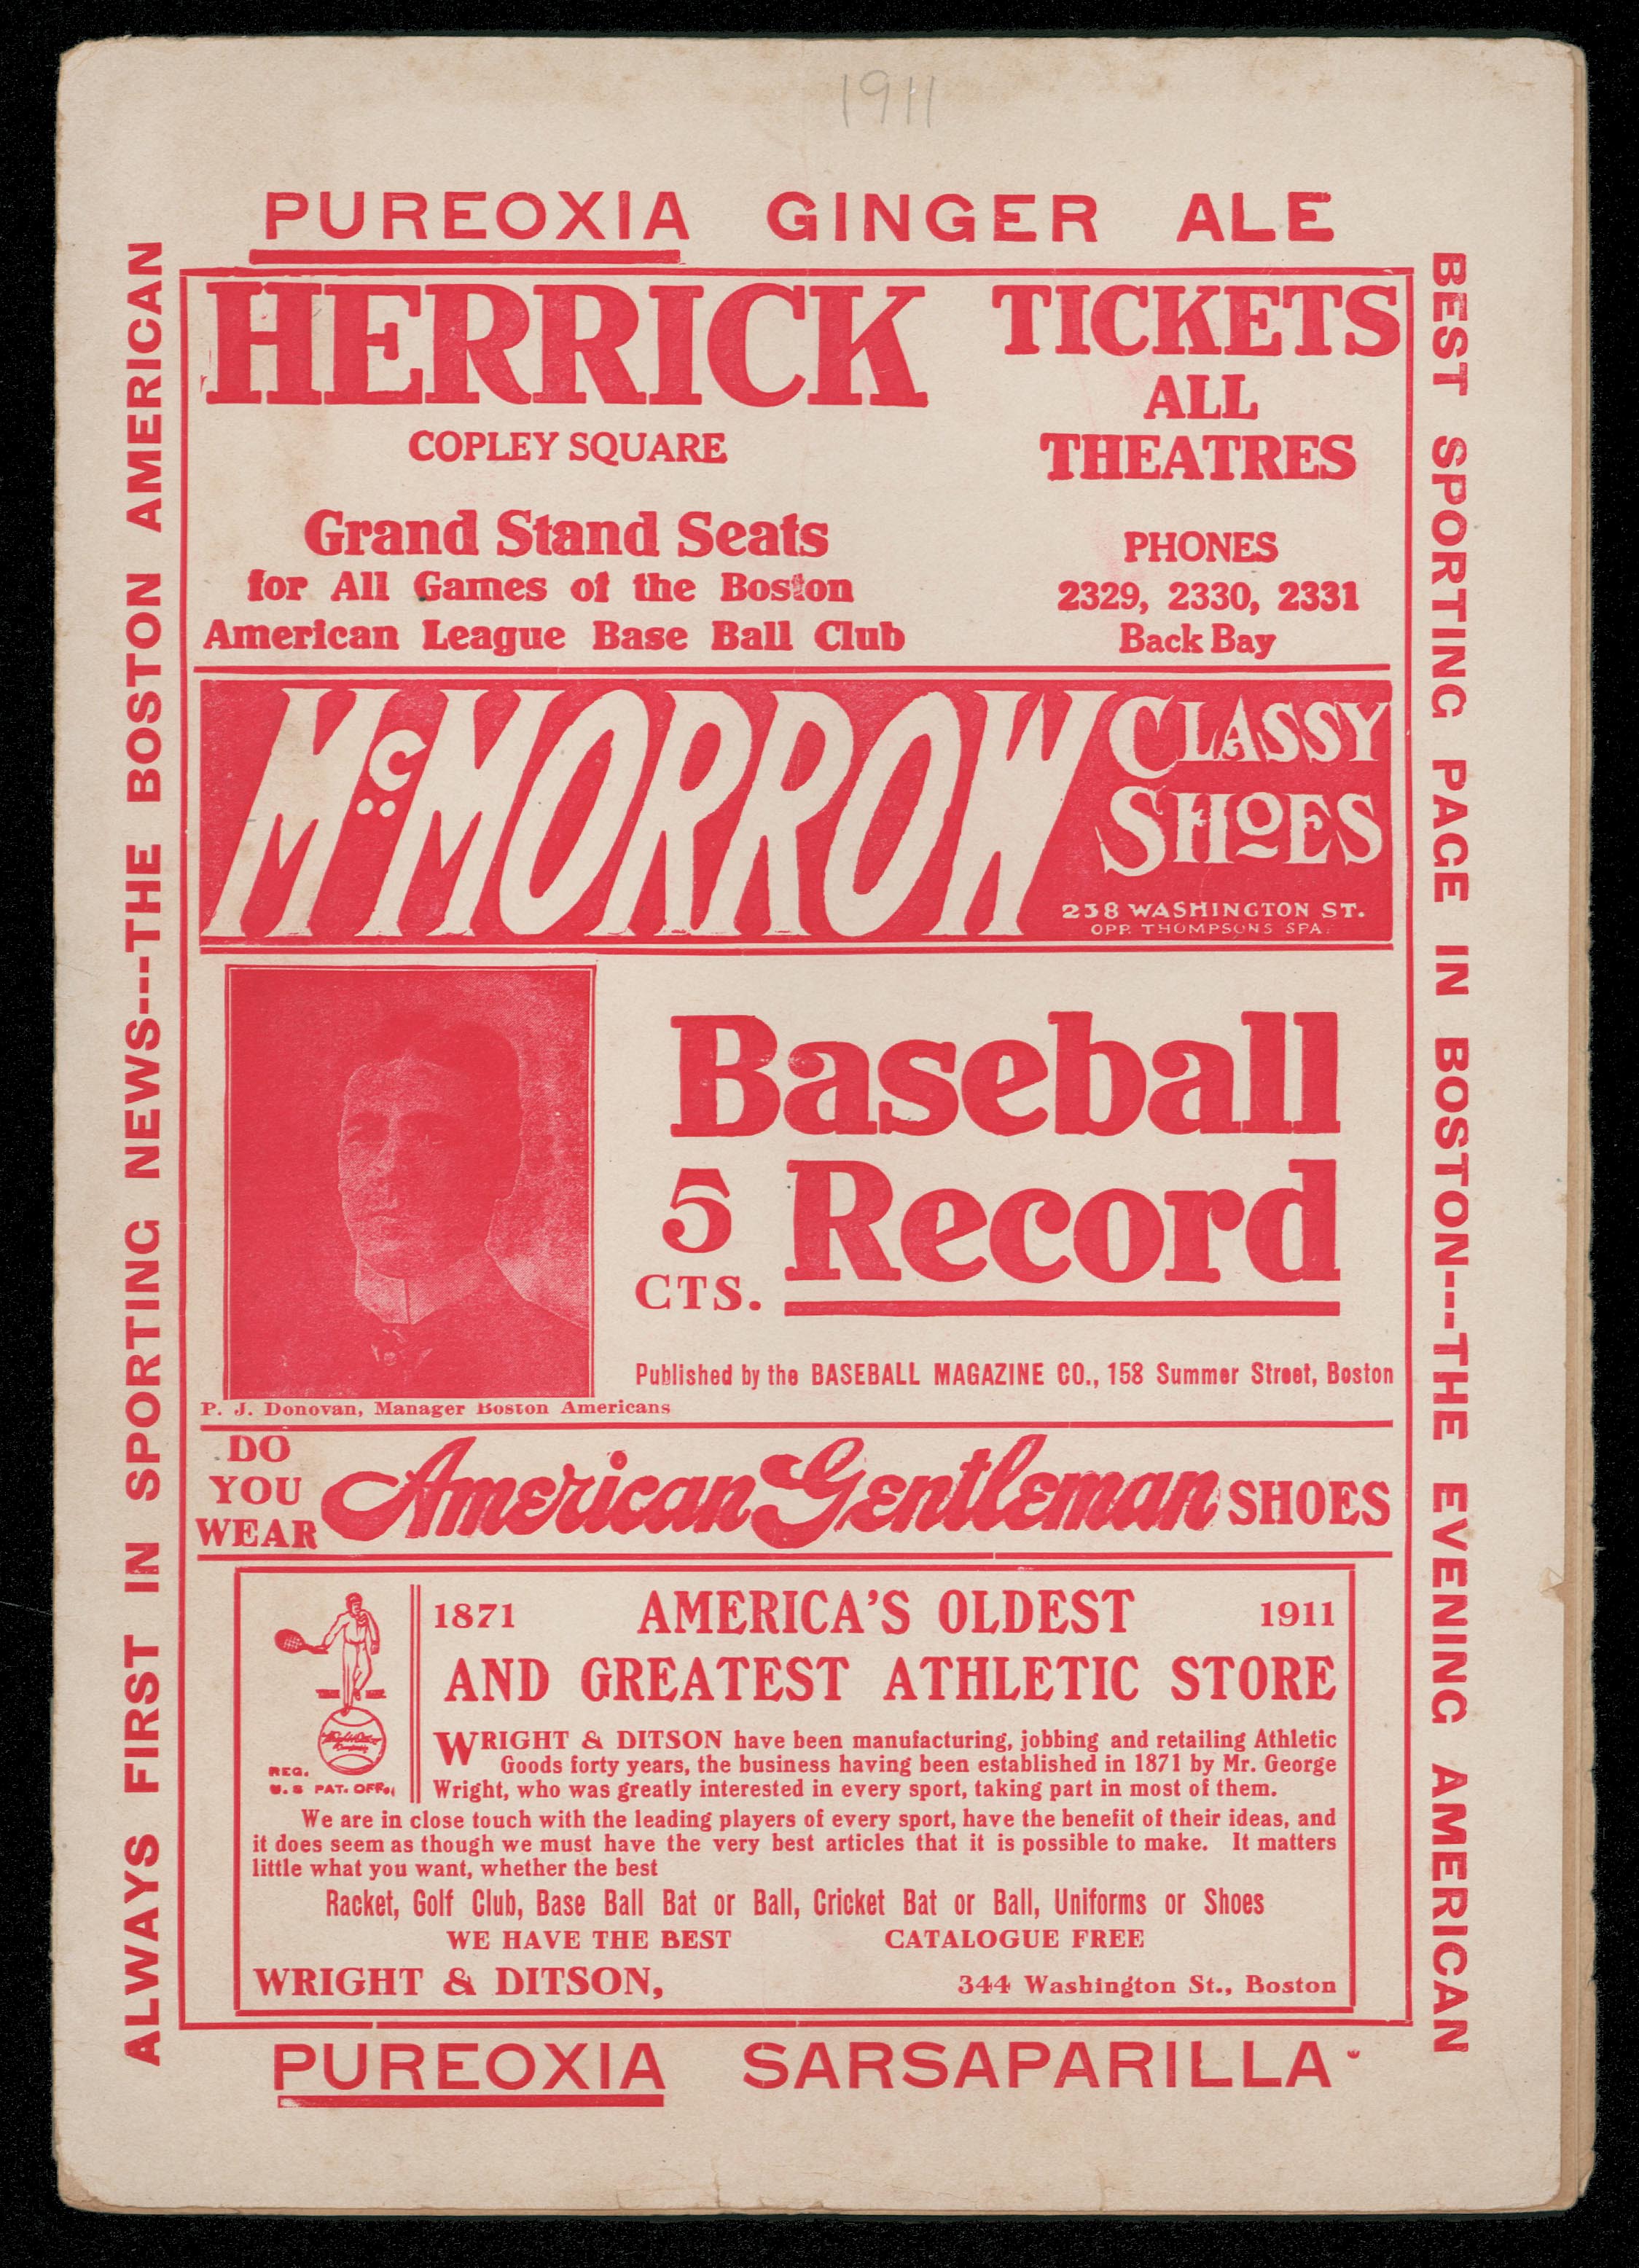 1911
PUREOXIA GINGER ALE
ALWAYS FIRST IN SPORTING NEWS---THE BOSTON AMERICAN
BEST SPORTING PAGE IN BOSTON---THE EVENING AMERICAN
HERRICK
COPLEY SQUARE
Grand Stand Seats
for All Games of the Boston
American League Base Ball Club
TICKETS
ALL
THEATRES
PHONES
2329, 2330, 2331
Back Bay
McMORROW
CLASSY
SHOES
238 WASHINGTON ST.
OPP. THOMPSONS SPA.
Baseball
5 Record
CTS.
Published by the BASEBALL MAGAZINE CO., 158 Summer Street, Boston
P. J. Donovan, Manager Boston Americans
DO
YOU
WEAR
American Gentleman SHOES
REG.
U.S PAT. OFF.
1871 AMERICA'S OLDEST 1911
AND GREATEST ATHLETIC STORE
WRIGHT & DITSON have been manufacturing, jobbing and retailing Athletic
Goods forty years, the business having been established in 1871 by Mr. George
Wright, who was greatly interested in every sport, taking part in most of them.
We are in close touch with the leading players of every sport, have the benefit of their ideas, and
it does seem as though we must have the very best articles that it is possible to make. It matters
little what you want, whether the best
Racket, Golf Club, Base Ball Bat or Ball, Cricket Bat or Ball, Uniforms or Shoes
WE HAVE THE BEST CATALOGUE FREE
WRIGHT & DITSON, 344 Washington St., Boston
PUREOXIA SARSAPARILLA